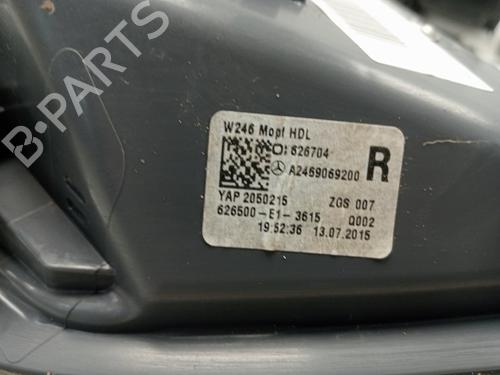 W246 Mopf HDL
626704
A2469069200
R
YAP 2050215 ZGS 007
626500-E1-3615 Q002
19:52:36 13.07.2015
B-PARTS